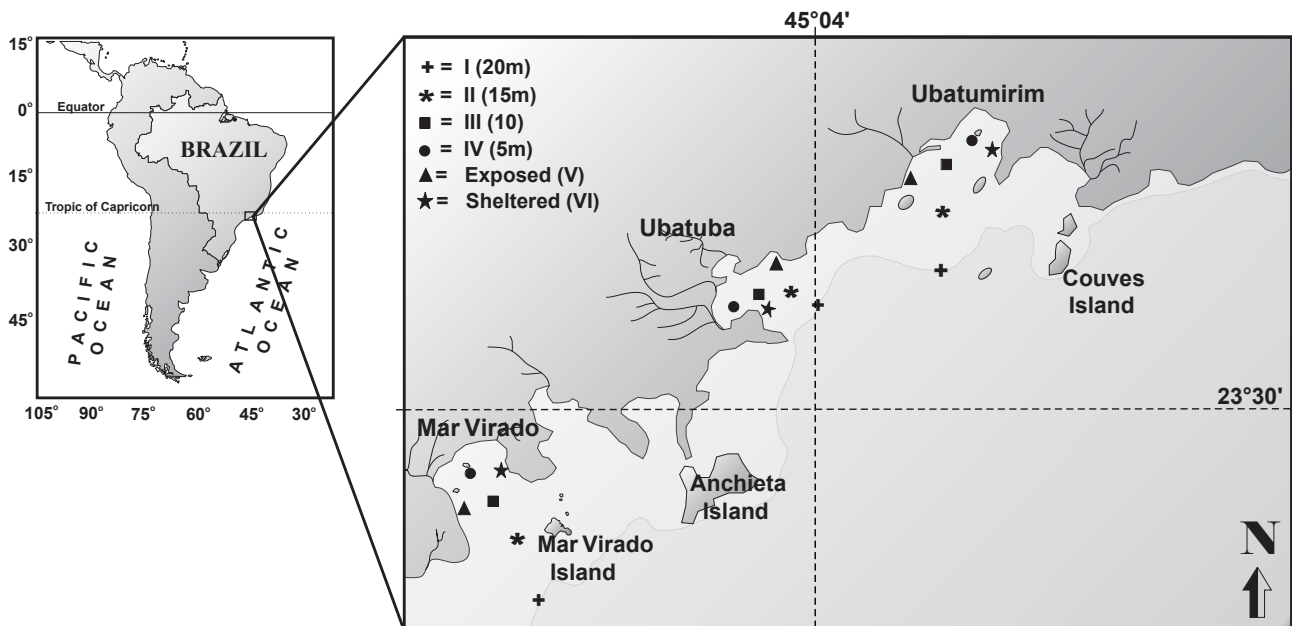 15°
0°
15°
30°
45°
105° 90° 75° 60° 45° 30°
Equator
BRAZIL
Tropic of Capricorn
PACIFIC
OCEAN
ATLANTIC
OCEAN
45°04'
+ = I (20m)
* = II (15m)
■ = III (10)
● = IV (5m)
▲= Exposed (V)
★= Sheltered (VI)
Ubatumirim
Ubatuba
Couves
Island
23°30'
Mar Virado
Anchieta
Island
Mar Virado
Island
N